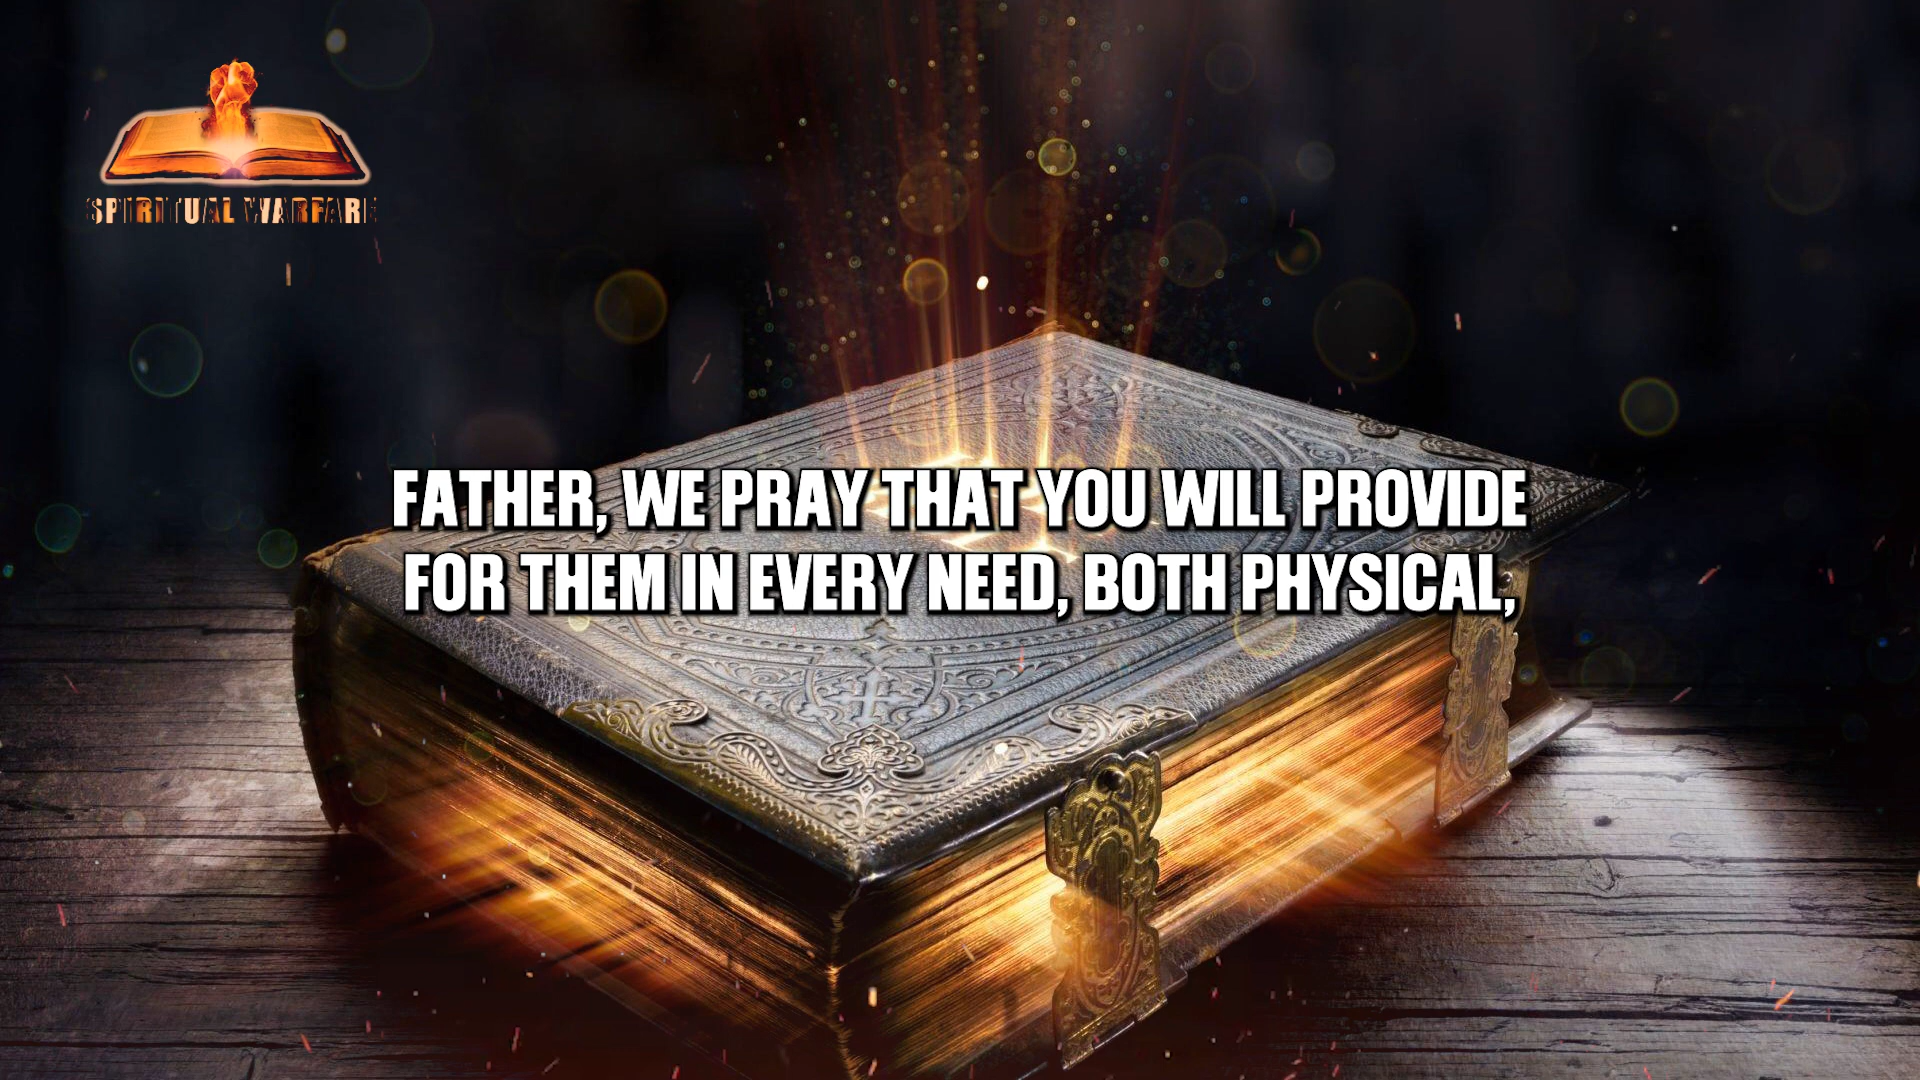 SPIRITUAL WARFARE
FATHER, WE PRAY THAT YOU WILL PROVIDE
FOR THEM IN EVERY NEED, BOTH PHYSICAL,